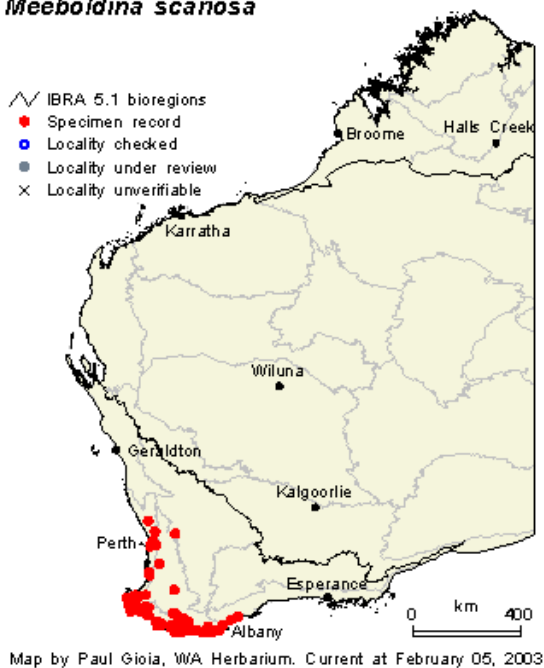 Meeboldina scariosa
IBRA 5.1 bioregions
Specimen record
Locality checked
Locality under review
Locality unverifiable
Broome
Halls Creek
Karratha
Wiluna
Geraldton
Kalgoorlie
Perth
Esperance
Albany
km
0 400
Map by Paul Gioia, WA Herbarium. Current at February 05, 2003